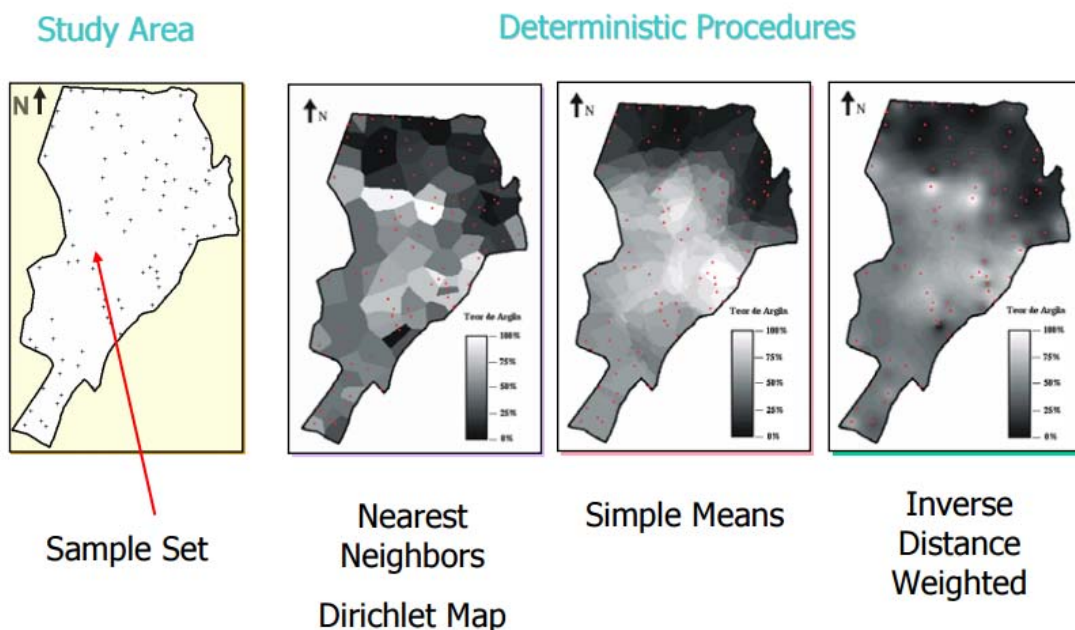 Study Area
Deterministic Procedures
N
N
N
N
Teor de Argila
100%
75%
50%
25%
0%
Teor de Argila
100%
75%
50%
25%
0%
Teor de Argila
100%
75%
50%
25%
0%
Sample Set
Nearest
Neighbors
Dirichlet Map
Simple Means
Inverse
Distance
Weighted